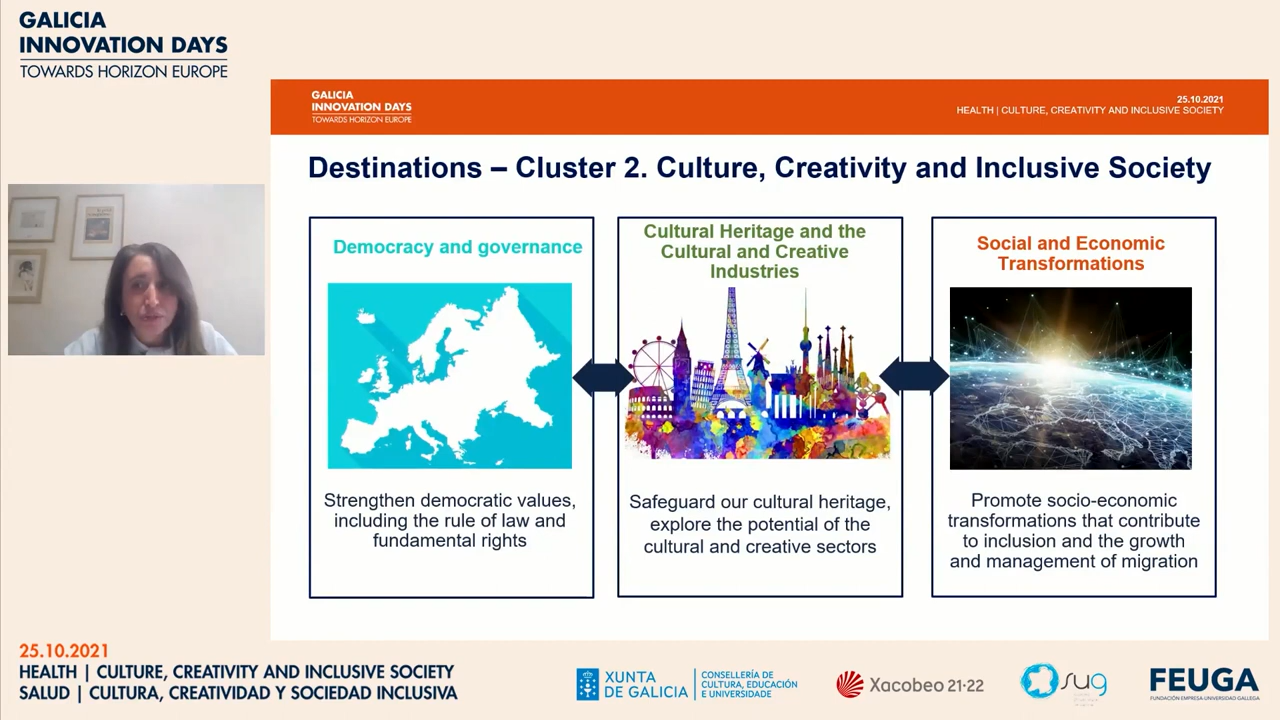 GALICIA
INNOVATION DAYS
TOWARDS HORIZON EUROPE
GALICIA
INNOVATION DAYS
TOWARDS HORIZON EUROPE
25.10.2021
HEALTH | CULTURE, CREATIVITY AND INCLUSIVE SOCIETY
Destinations – Cluster 2. Culture, Creativity and Inclusive Society
Democracy and governance
Strengthen democratic values,
including the rule of law and
fundamental rights
Cultural Heritage and the
Cultural and Creative
Industries
Safeguard our cultural heritage,
explore the potential of the
cultural and creative sectors
Social and Economic
Transformations
Promote socio-economic
transformations that contribute
to inclusion and the growth
and management of migration
25.10.2021
HEALTH | CULTURE, CREATIVITY AND INCLUSIVE SOCIETY
SALUD | CULTURA, CREATIVIDAD Y SOCIEDAD INCLUSIVA
XUNTA
DE GALICIA
CONSELLERÍA
DE CULTURA, EDUCACIÓN
E UNIVERSIDADE
Xacobeo 21·22
sug
FEUGA
FUNDACIÓN EMPRESA-UNIVERSIDAD GALLEGA